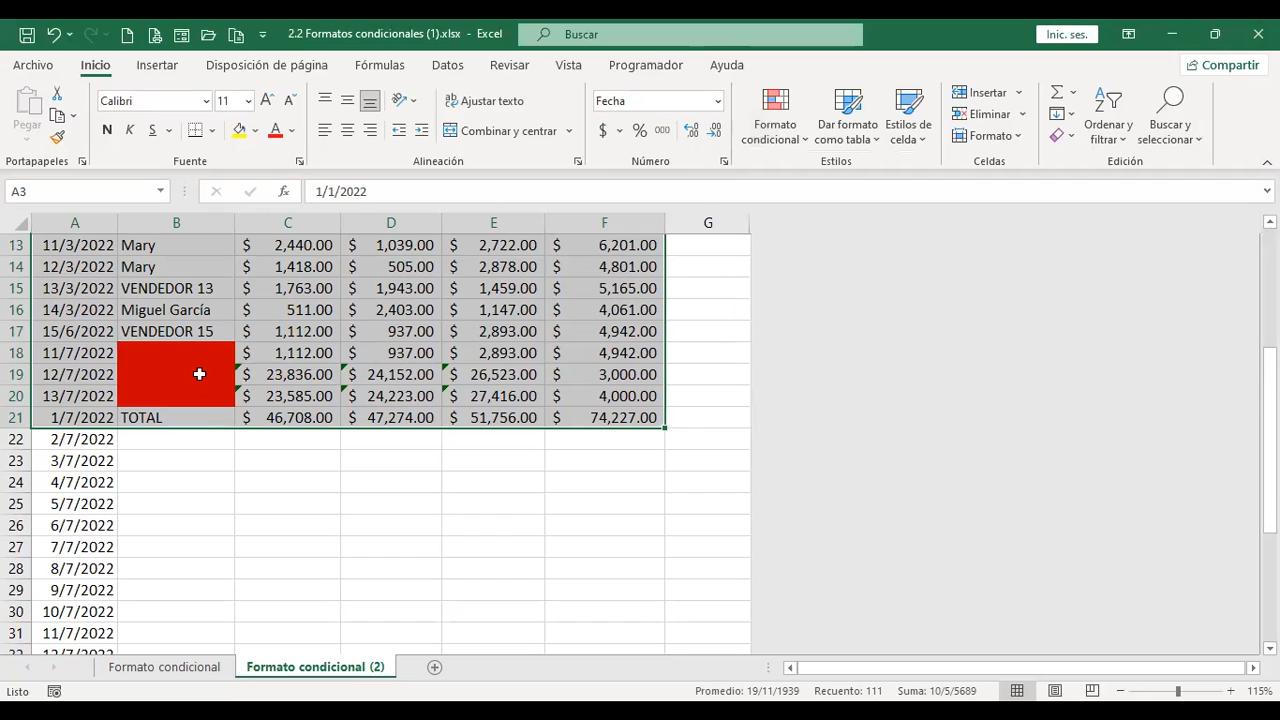 2.2 Formatos condicionales (1).xlsx - Excel
Buscar
Inic. ses.
Archivo Inicio Insertar Disposición de página Fórmulas Datos Revisar Vista Programador Ayuda Compartir
Pegar
Calibri 11
N K S
Ajustar texto
Combinar y centrar
Fecha
$ % 000
Formato condicional
Dar formato como tabla
Estilos de celda
Insertar
Eliminar
Formato
Ordenar y filtrar
Buscar y seleccionar
Portapapeles Fuente Alineación Número Estilos Celdas Edición
A3 fx 1/1/2022
A B C D E F G
13 11/3/2022 Mary $ 2,440.00 $ 1,039.00 $ 2,722.00 $ 6,201.00
14 12/3/2022 Mary $ 1,418.00 $ 505.00 $ 2,878.00 $ 4,801.00
15 13/3/2022 VENDEDOR 13 $ 1,763.00 $ 1,943.00 $ 1,459.00 $ 5,165.00
16 14/3/2022 Miguel García $ 511.00 $ 2,403.00 $ 1,147.00 $ 4,061.00
17 15/6/2022 VENDEDOR 15 $ 1,112.00 $ 937.00 $ 2,893.00 $ 4,942.00
18 11/7/2022 $ 1,112.00 $ 937.00 $ 2,893.00 $ 4,942.00
19 12/7/2022 $ 23,836.00 $ 24,152.00 $ 26,523.00 $ 3,000.00
20 13/7/2022 $ 23,585.00 $ 24,223.00 $ 27,416.00 $ 4,000.00
21 1/7/2022 TOTAL $ 46,708.00 $ 47,274.00 $ 51,756.00 $ 74,227.00
22 2/7/2022
23 3/7/2022
24 4/7/2022
25 5/7/2022
26 6/7/2022
27 7/7/2022
28 8/7/2022
29 9/7/2022
30 10/7/2022
31 11/7/2022
Formato condicional Formato condicional (2)
Listo Promedio: 19/11/1939 Recuento: 111 Suma: 10/5/5689 115%